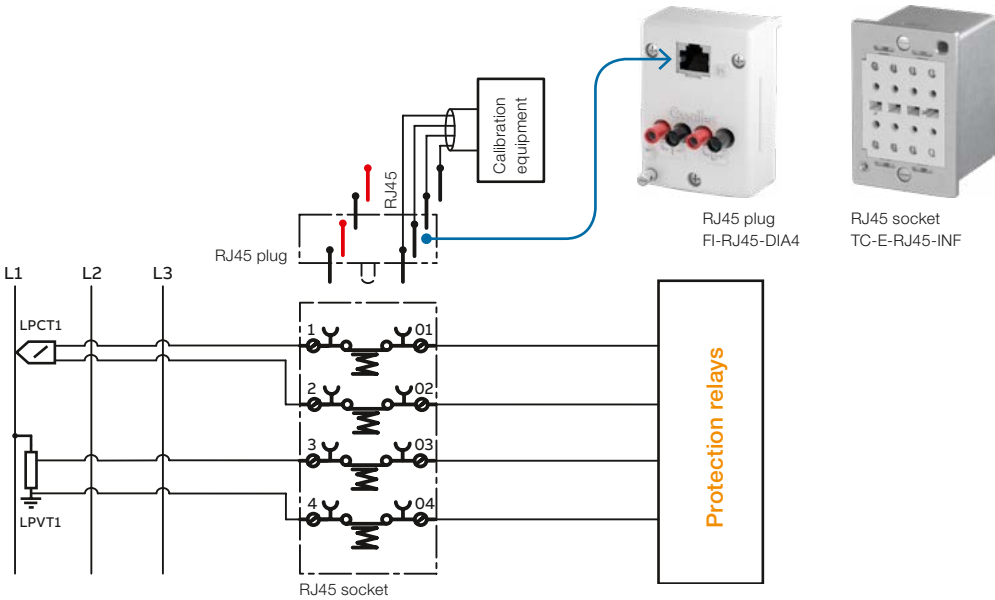 Calibration
equipment
RJ45
RJ45 plug
RJ45 plug
FI-RJ45-DIA4
RJ45 socket
TC-E-RJ45-INF
L1
L2
L3
LPCT1
1
01
2
02
3
03
4
04
LPVT1
Protection relays
RJ45 socket